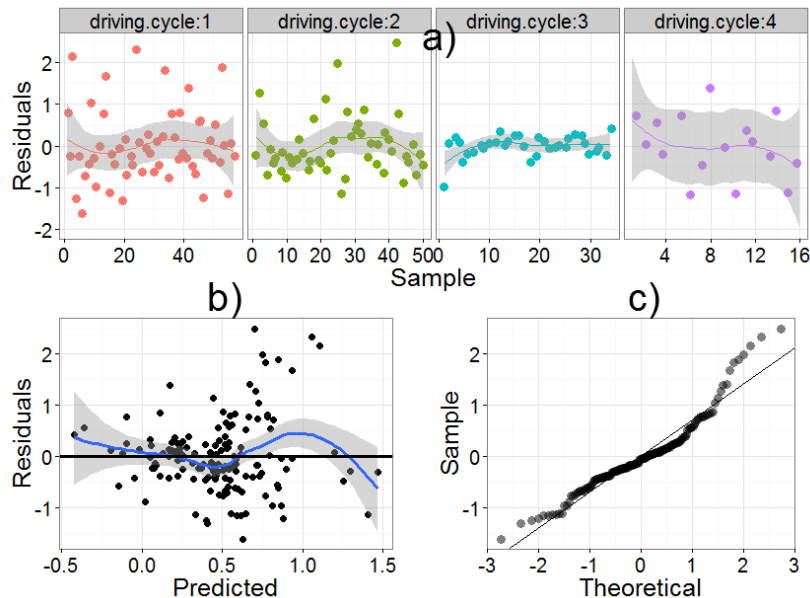 driving.cycle:1 driving.cycle:2 driving.cycle:3 driving.cycle:4
a)
Residuals
2
1
0
-1
-2
0 20 40 0 10 20 30 40 50 0 10 20 30 0 4 8 12 16
Sample
b) c)
Residuals
2
1
0
-1
-0.5 0.0 0.5 1.0 1.5
Predicted
Sample
2
1
0
-1
-3 -2 -1 0 1 2 3
Theoretical